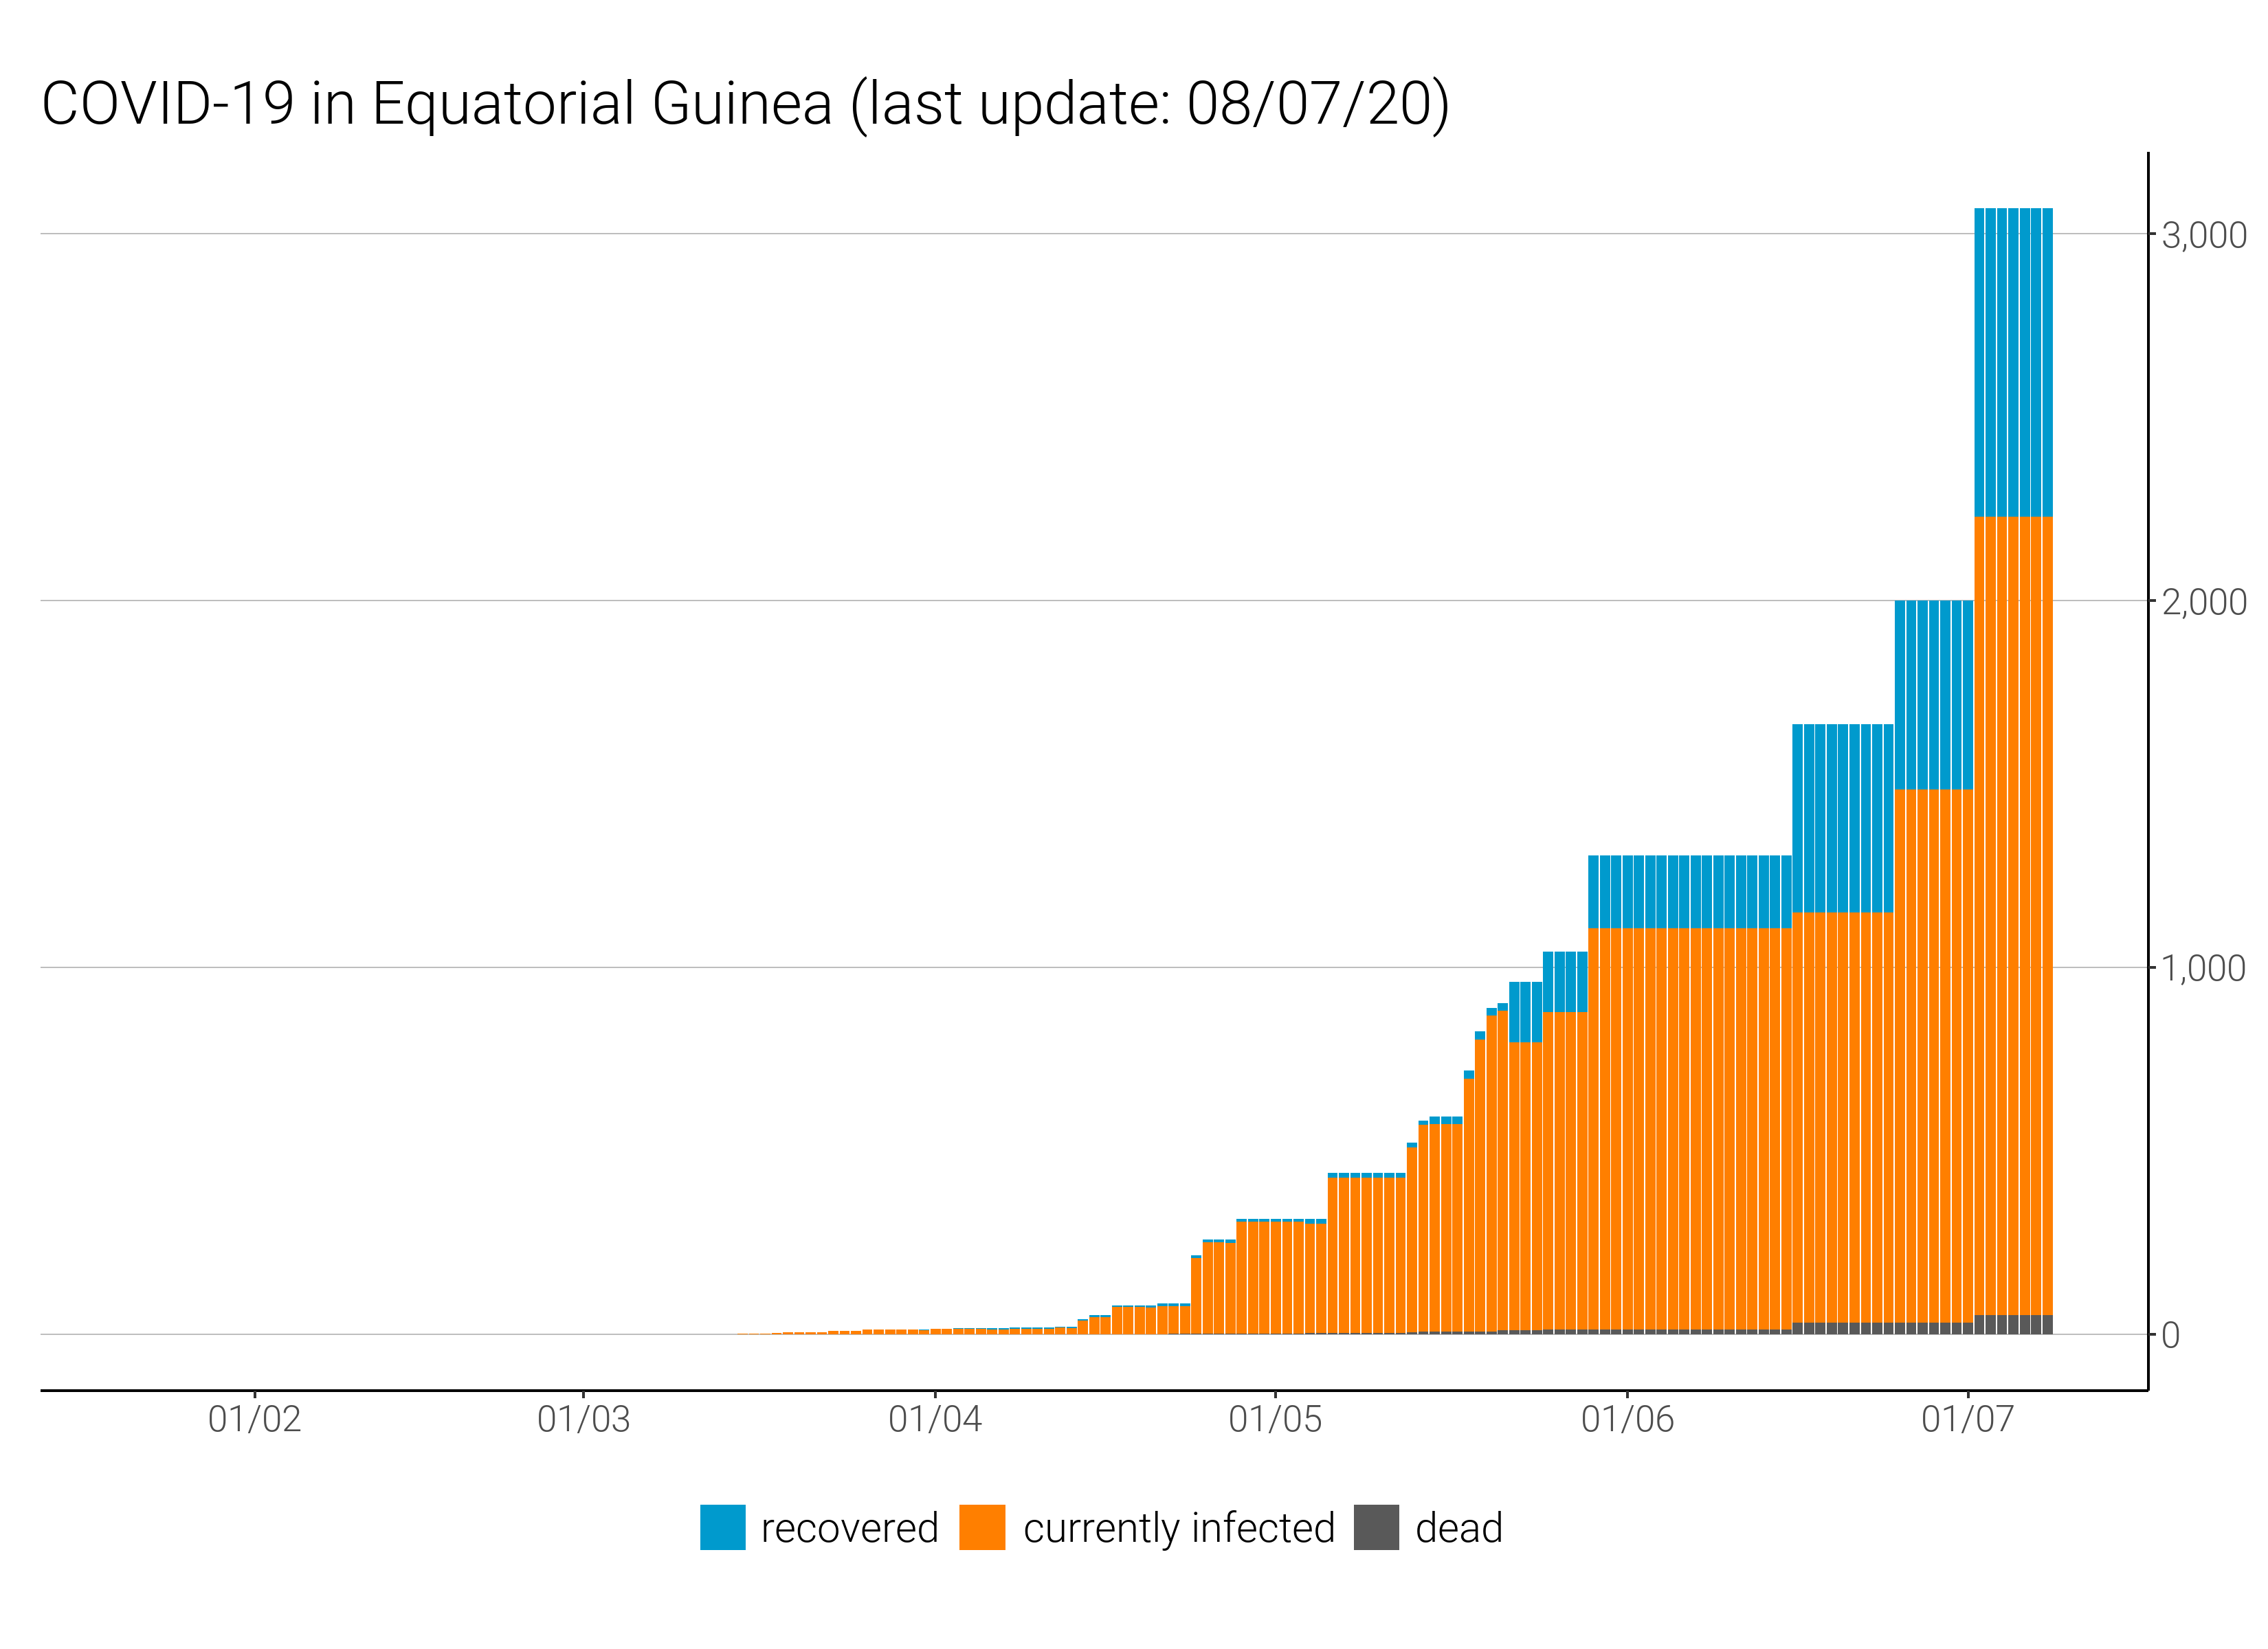 COVID-19 in Equatorial Guinea (last update: 08/07/20)
3,000
2,000
1,000
0
01/02 01/03 01/04 01/05 01/06 01/07
recovered currently infected dead